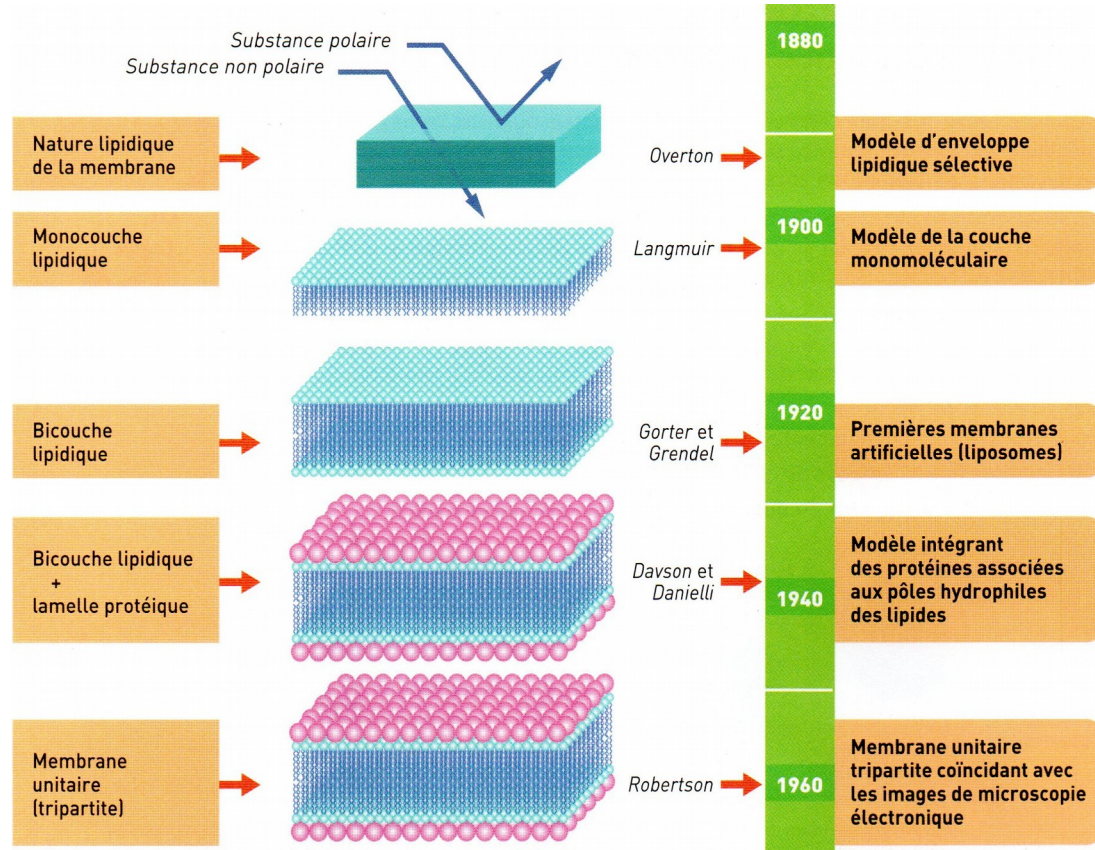 Substance polaire
Substance non polaire
1880
Nature lipidique
de la membrane
Overton
Modèle d'enveloppe
lipidique sélective
Monocouche
lipidique
Langmuir
1900
Modèle de la couche
monomoléculaire
Bicouche
lipidique
Gorter et
Grendel
1920
Premières membranes
artificielles (liposomes)
Bicouche lipidique
+
lamelle protéique
Davson et
Danielli
1940
Modèle intégrant
des protéines associées
aux pôles hydrophiles
des lipides
Membrane
unitaire
(tripartite)
Robertson
1960
Membrane unitaire
tripartite coïncidant avec
les images de microscopie
électronique